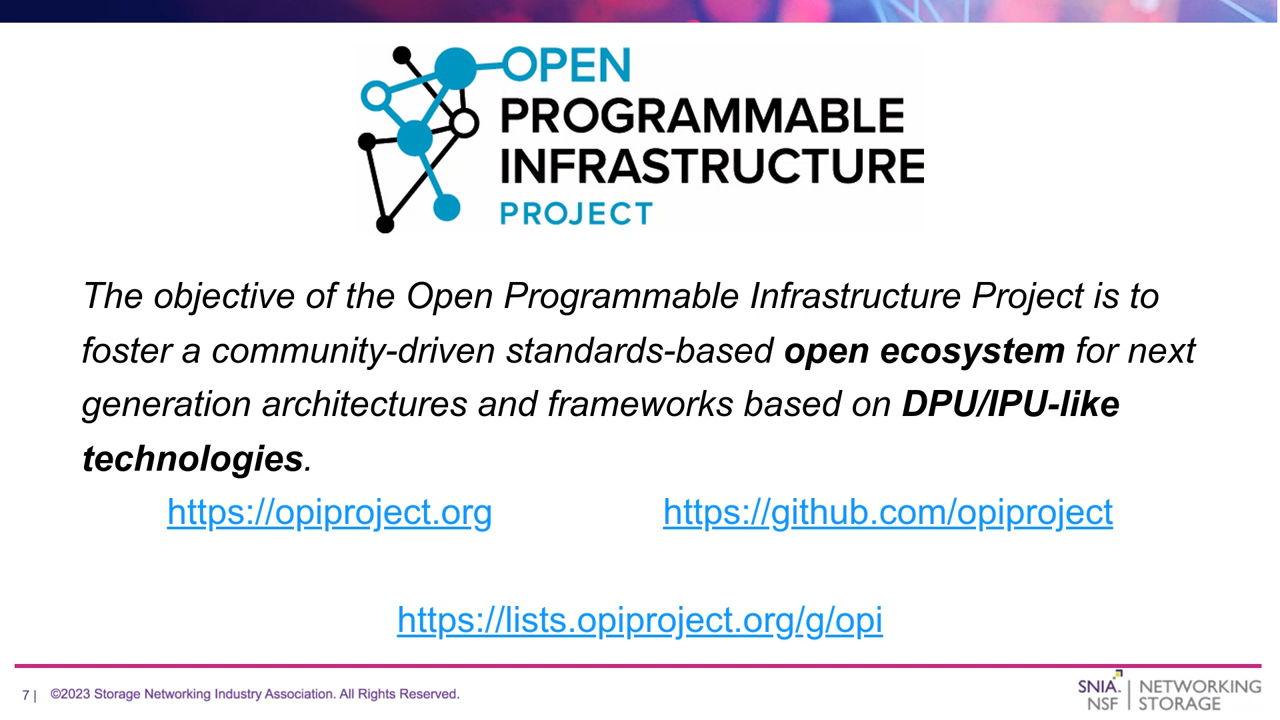 OPEN
PROGRAMMABLE
INFRASTRUCTURE
PROJECT
The objective of the Open Programmable Infrastructure Project is to
foster a community-driven standards-based open ecosystem for next
generation architectures and frameworks based on DPU/IPU-like
technologies.
https://opiproject.org https://github.com/opiproject
https://lists.opiproject.org/g/opi
7 | ©2023 Storage Networking Industry Association. All Rights Reserved.
SNIA. | NETWORKING
NSF | STORAGE